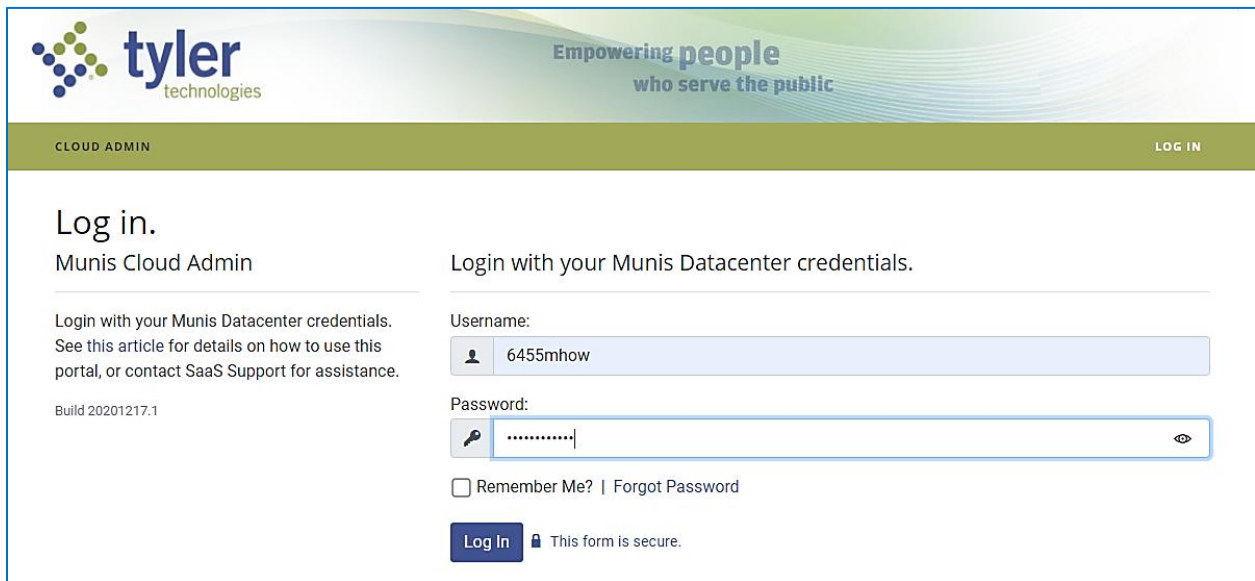 tyler
technologies
Empowering people
who serve the public
CLOUD ADMIN
LOG IN
Log in.
Munis Cloud Admin
Login with your Munis Datacenter credentials.
See this article for details on how to use this
portal, or contact SaaS Support for assistance.
Build 20201217.1
Login with your Munis Datacenter credentials.
Username:
6455mhow
Password:
••••••••••••
Remember Me? | Forgot Password
Log In
This form is secure.